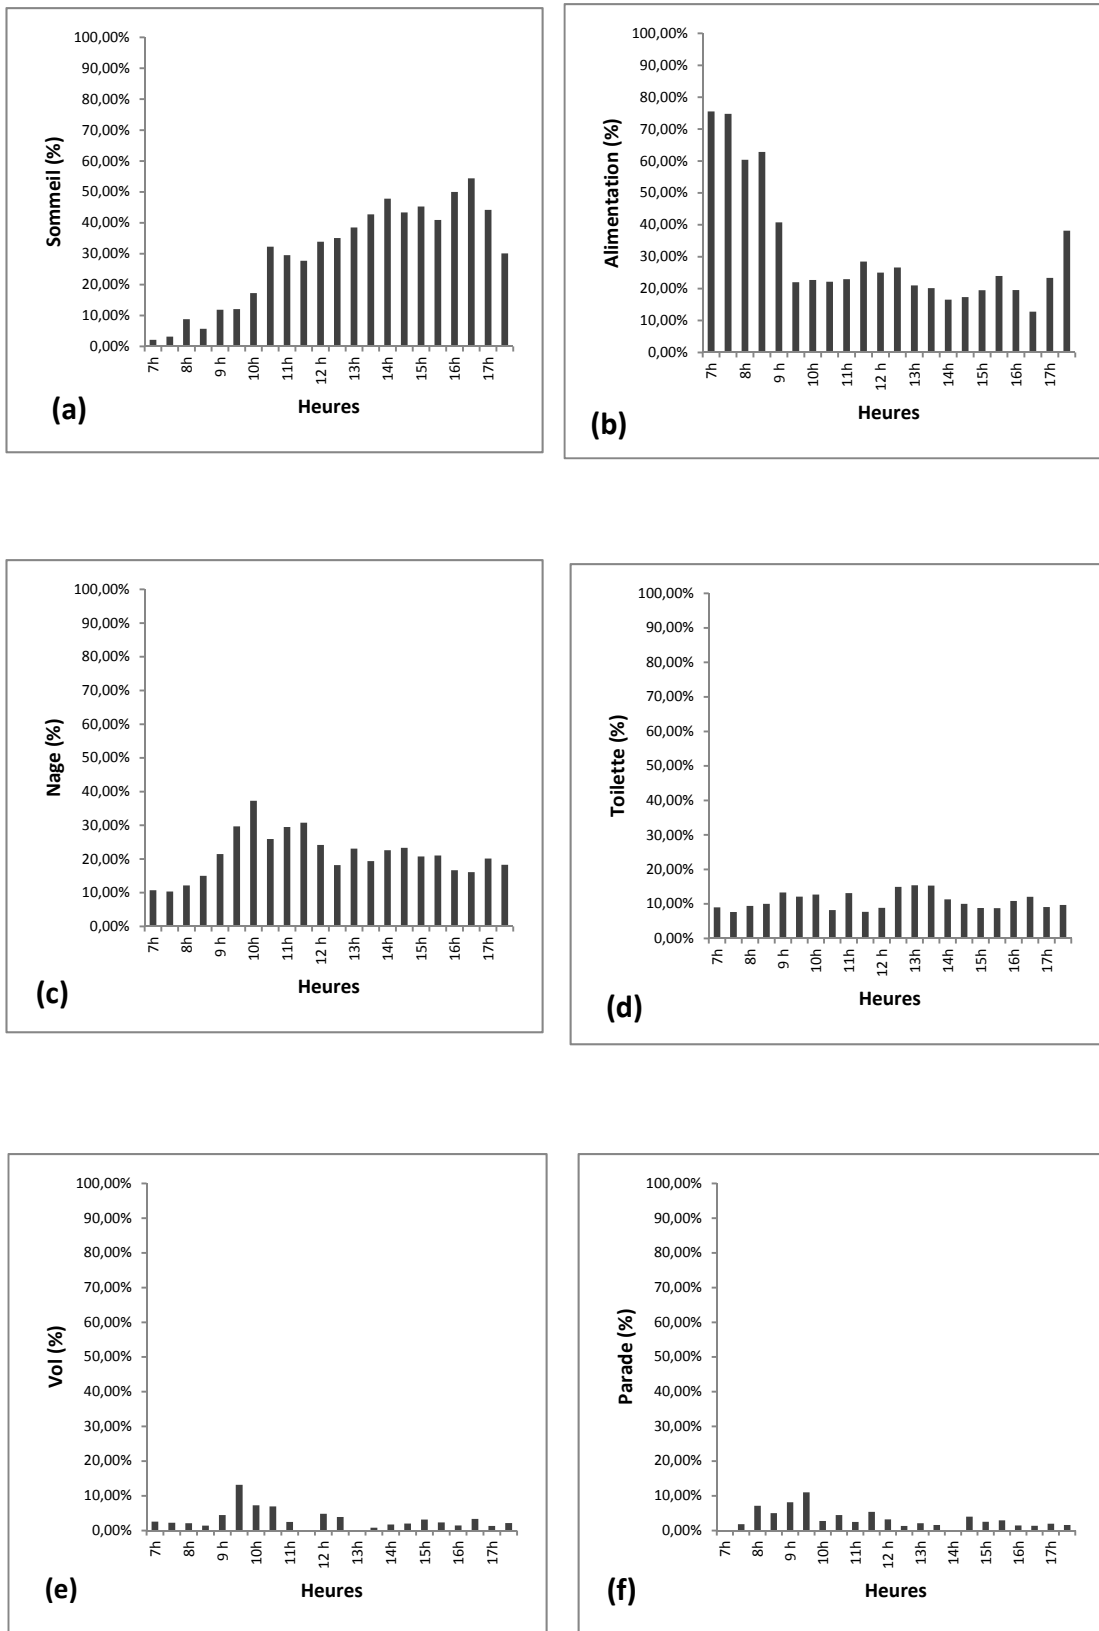 100,00%
90,00%
80,00%
70,00%
60,00%
50,00%
40,00%
30,00%
20,00%
10,00%
0,00%
Sommeil (%)
7h 8h 9 h 10h 11h 12 h 13h 14h 15h 16h 17h
Heures
(a)
100,00%
90,00%
80,00%
70,00%
60,00%
50,00%
40,00%
30,00%
20,00%
10,00%
0,00%
Alimentation (%)
7h 8h 9 h 10h 11h 12 h 13h 14h 15h 16h 17h
Heures
(b)
100,00%
90,00%
80,00%
70,00%
60,00%
50,00%
40,00%
30,00%
20,00%
10,00%
0,00%
Nage (%)
7h 8h 9 h 10h 11h 12 h 13h 14h 15h 16h 17h
Heures
(c)
100,00%
90,00%
80,00%
70,00%
60,00%
50,00%
40,00%
30,00%
20,00%
10,00%
0,00%
Toilette (%)
7h 8h 9 h 10h 11h 12 h 13h 14h 15h 16h 17h
Heures
(d)
100,00%
90,00%
80,00%
70,00%
60,00%
50,00%
40,00%
30,00%
20,00%
10,00%
0,00%
Vol (%)
7h 8h 9 h 10h 11h 12 h 13h 14h 15h 16h 17h
Heures
(e)
100,00%
90,00%
80,00%
70,00%
60,00%
50,00%
40,00%
30,00%
20,00%
10,00%
0,00%
Parade (%)
7h 8h 9 h 10h 11h 12 h 13h 14h 15h 16h 17h
Heures
(f)